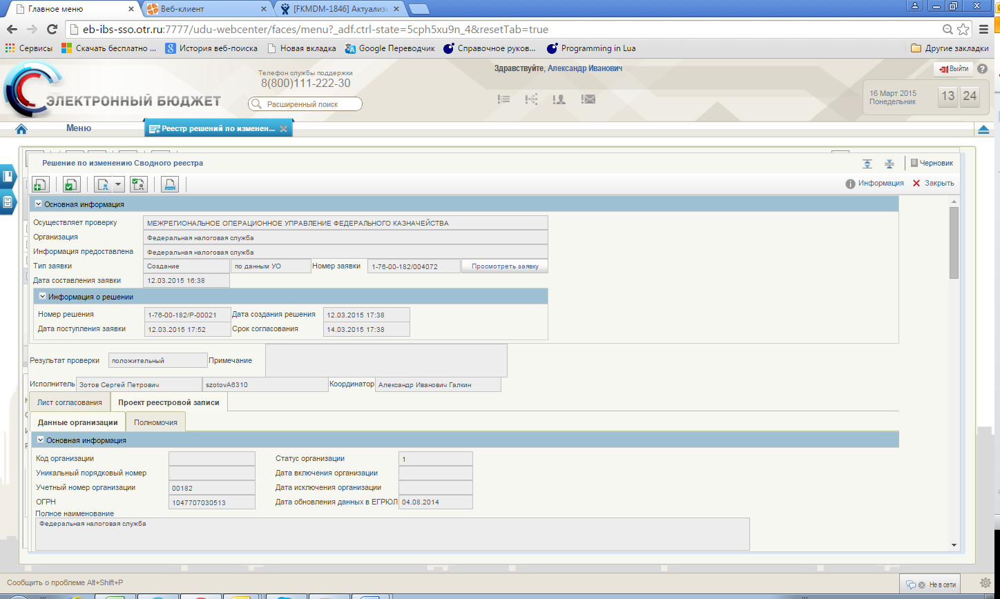 Главное меню
Веб-клиент
[FKMDM-1846] Актуализ
eb-ibs-sso.otr.ru:7777/udu-webcenter/faces/menu?_adf.ctrl-state=5cph5xu9n_4&resetTab=true
Сервисы
Скачать бесплатно ...
История веб-поиска
Новая вкладка
Google Переводчик
Справочное руков...
Programming in Lua
Другие закладки
ЭЛЕКТРОННЫЙ БЮДЖЕТ
Телефон службы поддержки
8(800)111-222-30
Расширенный поиск
Здравствуйте, Александр Иванович
Выйти
16 Март 2015
Понедельник
13 24
Меню
Реестр решений по изменен...
Решение по изменению Сводного реестра
Черновик
Информация
Закрыть
Основная информация
Осуществляет проверку МЕЖРЕГИОНАЛЬНОЕ ОПЕРАЦИОННОЕ УПРАВЛЕНИЕ ФЕДЕРАЛЬНОГО КАЗНАЧЕЙСТВА
Организация Федеральная налоговая служба
Информация предоставлена Федеральная налоговая служба
Тип заявки Создание по данным УО Номер заявки 1-76-00-182/004072 Просмотреть заявку
Дата составления заявки 12.03.2015 16:38
Информация о решении
Номер решения 1-76-00-182/Р-00021 Дата создания решения 12.03.2015 17:38
Дата поступления заявки 12.03.2015 17:52 Срок согласования 14.03.2015 17:38
Результат проверки положительный Примечание
Исполнитель Зотов Сергей Петрович szotovA6310 Координатор Александр Иванович Галкин
Лист согласования Проект реестровой записи
Данные организации Полномочия
Основная информация
Код организации Статус организации 1
Уникальный порядковый номер Дата включения организации
Учетный номер организации 00182 Дата исключения организации
ОГРН 1047707030513 Дата обновления данных в ЕГРЮЛ 04.08.2014
Полное наименование
Федеральная налоговая служба
Сообщить о проблеме Alt+Shift+P
Не в сети